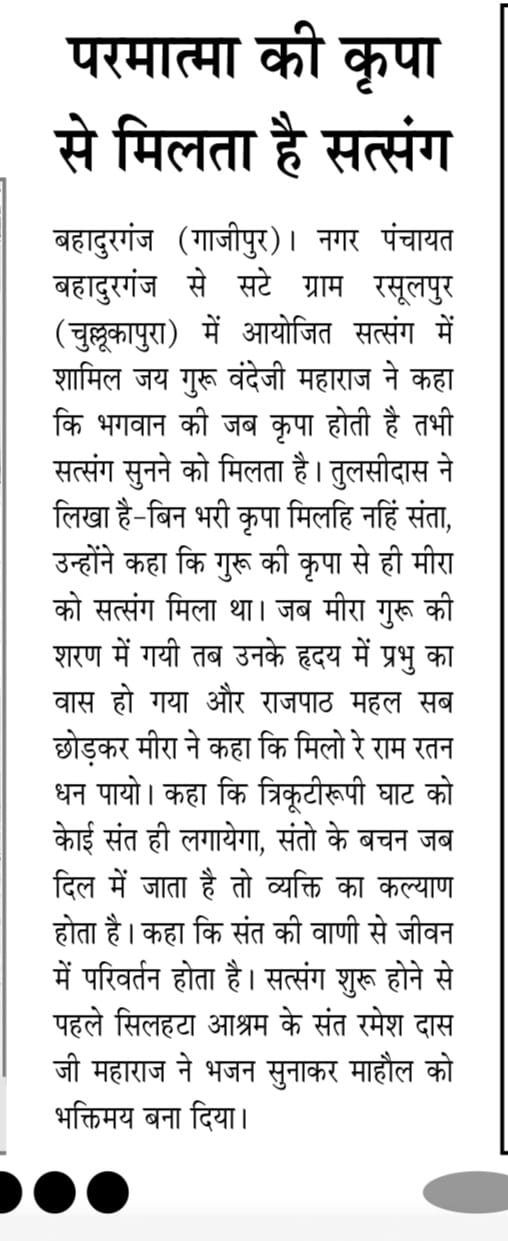 परमात्मा की कृपा
से मिलता है सत्संग
बहादुरगंज (गाजीपुर)। नगर पंचायत
बहादुरगंज से सटे ग्राम रसूलपुर
(चुल्लूकापुरा) में आयोजित सत्संग में
शामिल जय गुरू वंदेजी महाराज ने कहा
कि भगवान की जब कृपा होती है तभी
सत्संग सुनने को मिलता है। तुलसीदास ने
लिखा है-बिन भरी कृपा मिलहि नहिं संता,
उन्होंने कहा कि गुरू की कृपा से ही मीरा
को सत्संग मिला था। जब मीरा गुरू की
शरण में गयी तब उनके हृदय में प्रभु का
वास हो गया और राजपाठ महल सब
छोड़कर मीरा ने कहा कि मिलो रे राम रतन
धन पायो। कहा कि त्रिकूटीरूपी घाट को
केाई संत ही लगायेगा, संतो के बचन जब
दिल में जाता है तो व्यक्ति का कल्याण
होता है। कहा कि संत की वाणी से जीवन
में परिवर्तन होता है। सत्संग शुरू होने से
पहले सिलहटा आश्रम के संत रमेश दास
जी महाराज ने भजन सुनाकर माहौल को
भक्तिमय बना दिया।